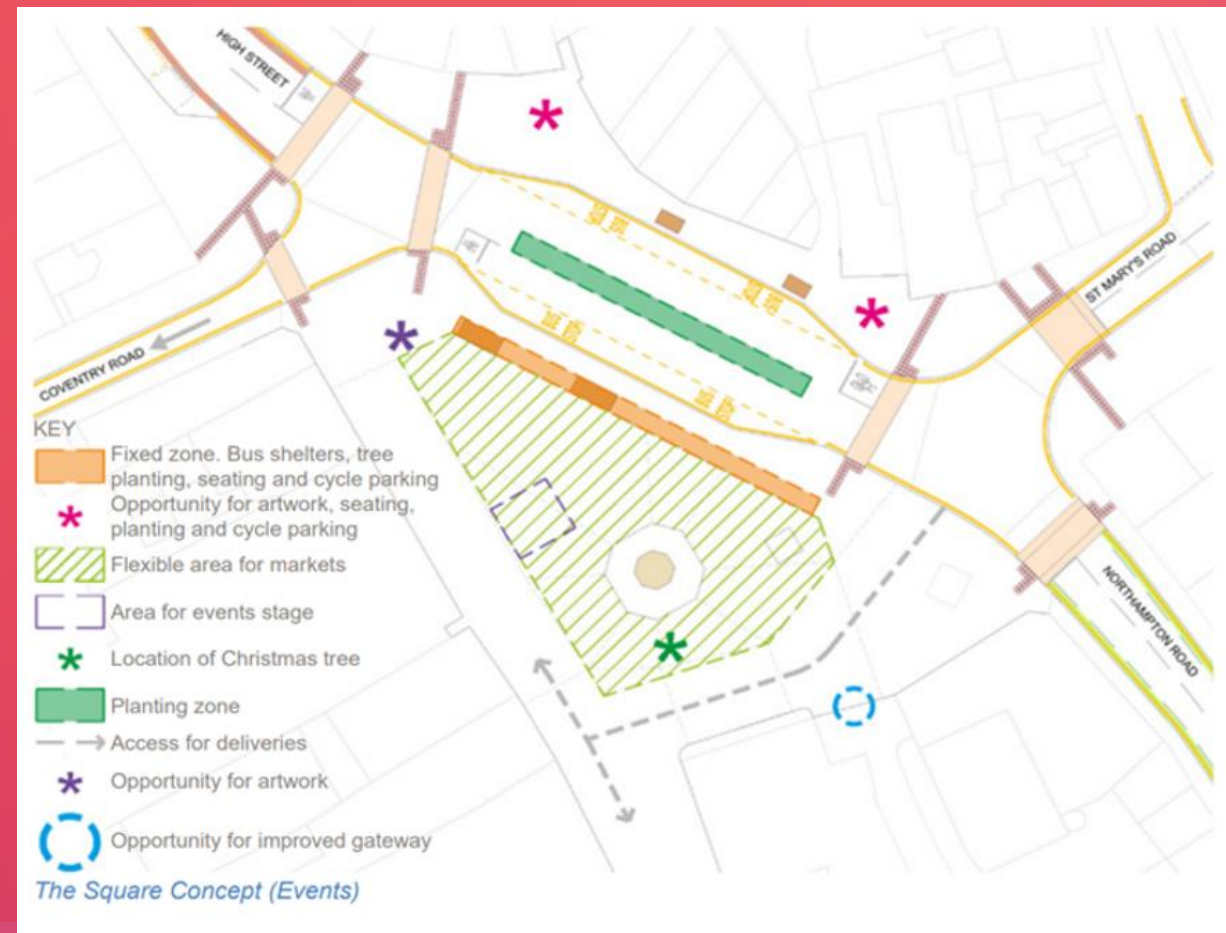 HIGH STREET
ST MARY'S ROAD
COVENTRY ROAD
NORTHAMPTON ROAD
KEY
Fixed zone. Bus shelters, tree
planting, seating and cycle parking
Opportunity for artwork, seating,
planting and cycle parking
Flexible area for markets
Area for events stage
Location of Christmas tree
Planting zone
Access for deliveries
Opportunity for artwork
Opportunity for improved gateway
The Square Concept (Events)